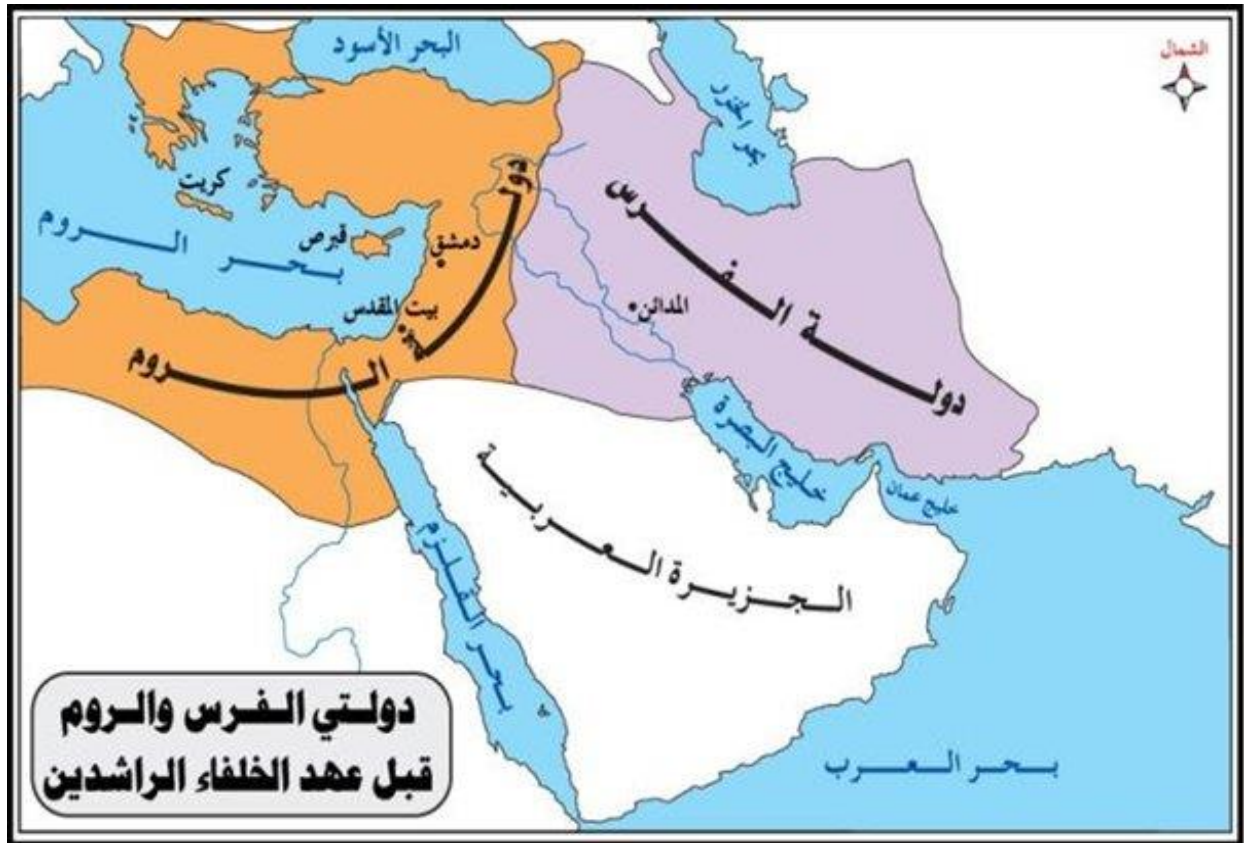 الشمال
البحر الأسود
بحر الخزر
كريت
قبرص
دمشق
بحر الروم
بيت المقدس
المدائن
دولة الفرس
دولة الروم
خليج البصرة
خليج عمان
الجزيرة العربية
بحر القلزم
بحر العرب
دولتي الفرس والروم
قبل عهد الخلفاء الراشدين